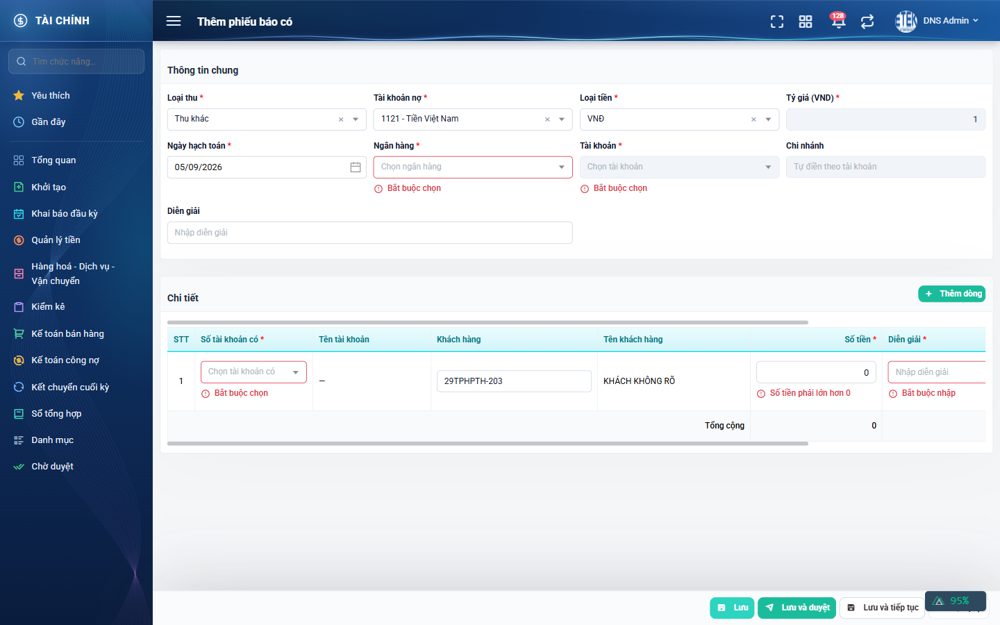 TÀI CHÍNH
Thêm phiếu báo có
128
DNS Admin
Tìm chức năng...
Yêu thích
Gần đây
Tổng quan
Khởi tạo
Khai báo đầu kỳ
Quản lý tiền
Hàng hoá - Dịch vụ -
Vận chuyển
Kiểm kê
Kế toán bán hàng
Kế toán công nợ
Kết chuyển cuối kỳ
Sổ tổng hợp
Danh mục
Chờ duyệt
Thông tin chung
Loại thu * Tài khoản nợ * Loại tiền * Tỷ giá (VND) *
Thu khác 1121 - Tiền Việt Nam VNĐ 1
Ngày hạch toán * Ngân hàng * Tài khoản * Chi nhánh
05/09/2026 Chọn ngân hàng Chọn tài khoản Tự điền theo tài khoản
Bắt buộc chọn Bắt buộc chọn
Diễn giải
Nhập diễn giải
Chi tiết
+ Thêm dòng
STT Số tài khoản có * Tên tài khoản Khách hàng Tên khách hàng Số tiền * Diễn giải *
1 Chọn tài khoản có — 29TPHPTH-203 KHÁCH KHÔNG RÕ 0 Nhập diễn giải
Bắt buộc chọn Số tiền phải lớn hơn 0 Bắt buộc nhập
Tổng cộng 0
Lưu Lưu và duyệt Lưu và tiếp tục
95%